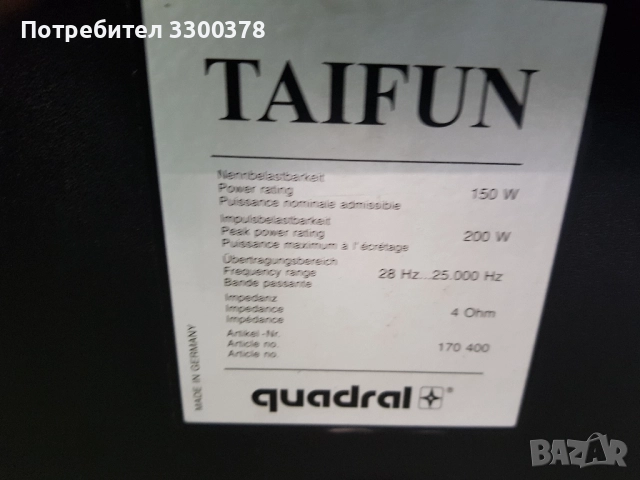 Потребител 3300378
TAIFUN
Nennbelastbarkeit
Power rating 150 W
Puissance nominale admissible
Impulsbelastbarkeit
Peak power rating 200 W
Puissance maximum à l'écrêtage
Übertragungsbereich
Frequency range 28 Hz...25.000 Hz
Bande passante
Impedanz
Impedance 4 Ohm
Impédance
Artikel-Nr.
Article no. 170 400
Article no.
MADE IN GERMANY
quadral ®
BAZAR